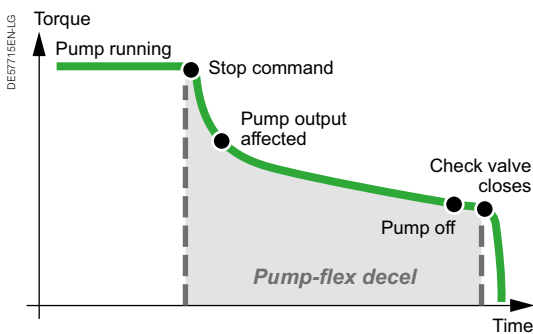 DE57715EN-LG
Torque
Pump running
Stop command
Pump output
affected
Check valve
closes
Pump off
Pump-flex decel
Time